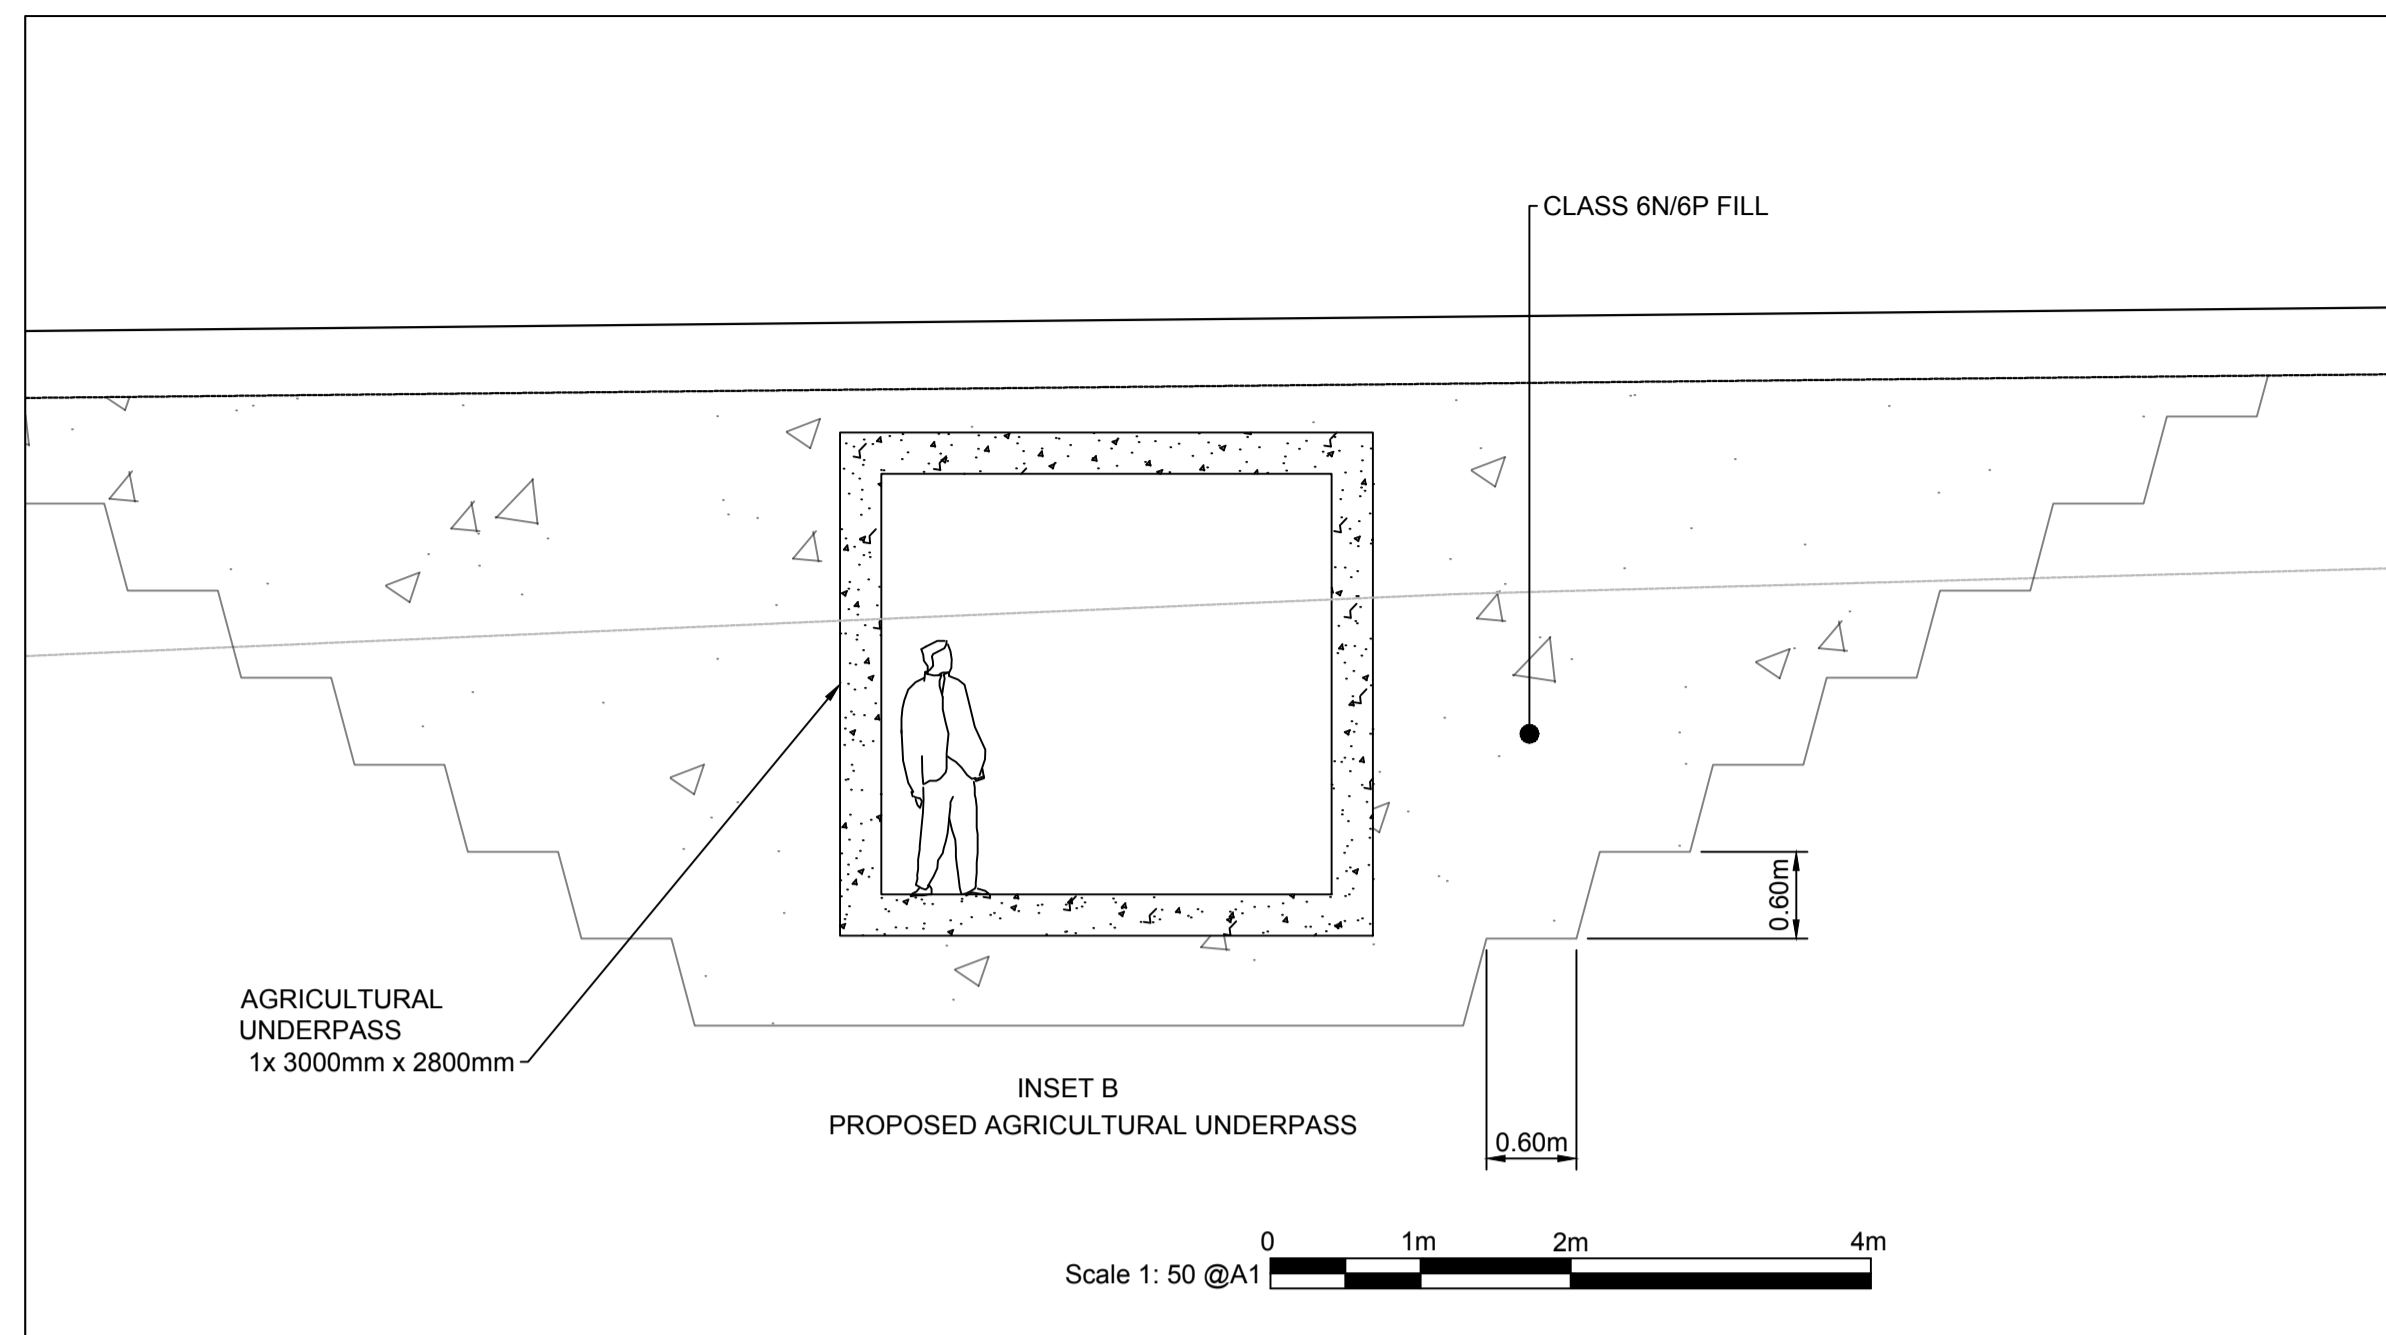 CLASS 6N/6P FILL
0.60m
AGRICULTURAL
UNDERPASS
1x 3000mm x 2800mm
INSET B
PROPOSED AGRICULTURAL UNDERPASS
0.60m
0 1m 2m 4m
Scale 1: 50 @A1